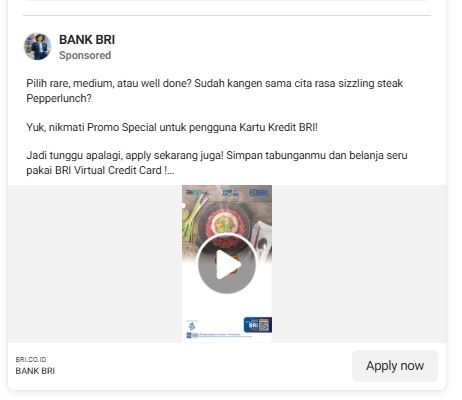 BANK BRI
Sponsored
Pilih rare, medium, atau well done? Sudah kangen sama cita rasa sizzling steak
Pepperlunch?
Yuk, nikmati Promo Special untuk pengguna Kartu Kredit BRI!
Jadi tunggu apalagi, apply sekarang juga! Simpan tabunganmu dan belanja seru
pakai BRI Virtual Credit Card !...
BRI
BRI
BRI.CO.ID
BANK BRI
Apply now